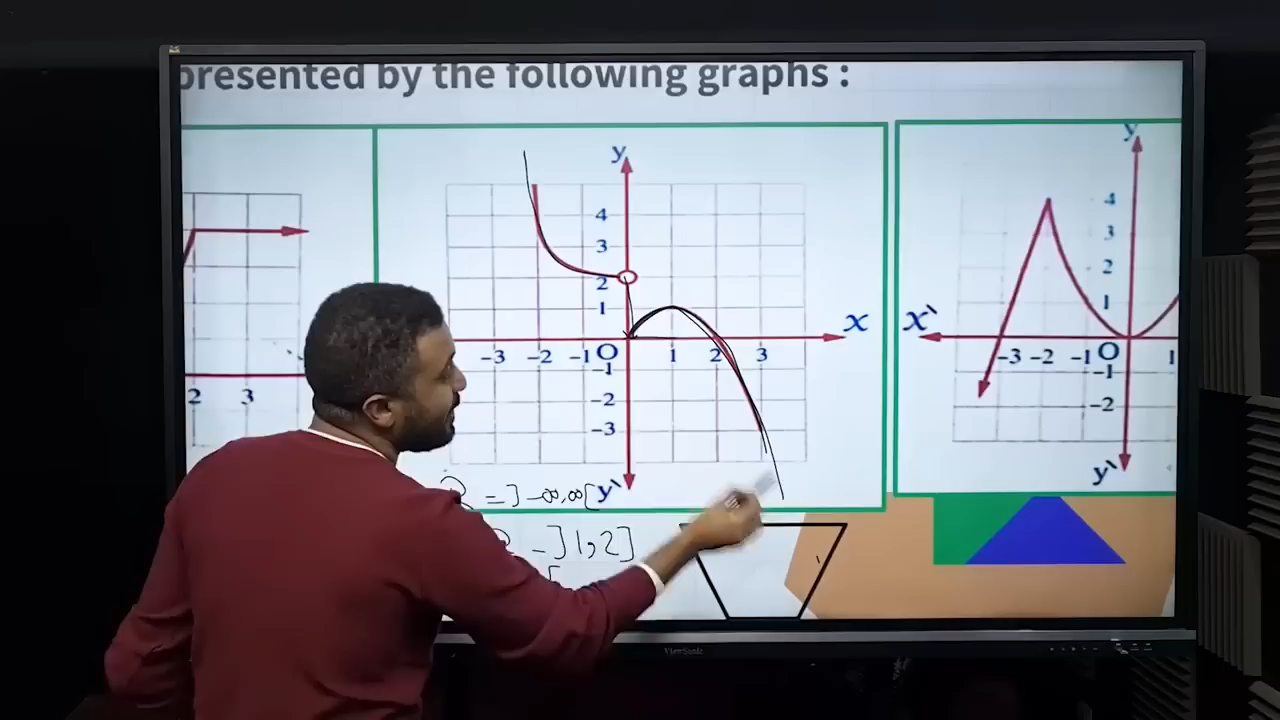 presented by the following graphs :
2 3
y
4
3
2
1
-3 -2 -1 O 1 2 3 x
-1
-2
-3
y`
= ]-∞,∞[
- ]1,2]
y
4
3
2
1
x` -3 -2 -1 O 1
-1
-2
y`
ViewSonic